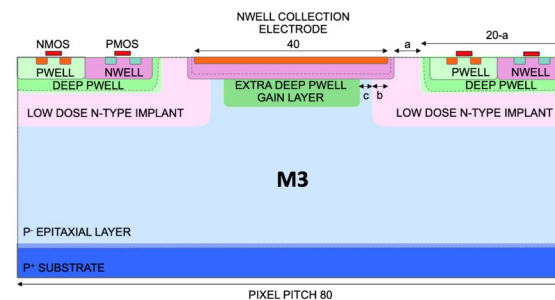 NWELL COLLECTION
ELECTRODE
NMOS PMOS 40 a 20-a
PWELL NWELL PWELL NWELL
DEEP PWELL EXTRA DEEP PWELL DEEP PWELL
GAIN LAYER
c b
LOW DOSE N-TYPE IMPLANT LOW DOSE N-TYPE IMPLANT
M3
P- EPITAXIAL LAYER
P+ SUBSTRATE
PIXEL PITCH 80